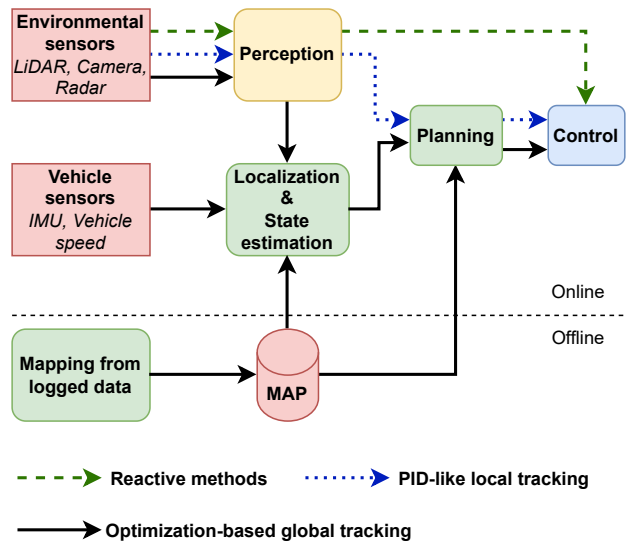 Environmental
sensors
LiDAR, Camera,
Radar
Perception
Planning
Control
Vehicle
sensors
IMU, Vehicle
speed
Localization
&
State
estimation
Online
Offline
Mapping from
logged data
MAP
Reactive methods
PID-like local tracking
Optimization-based global tracking